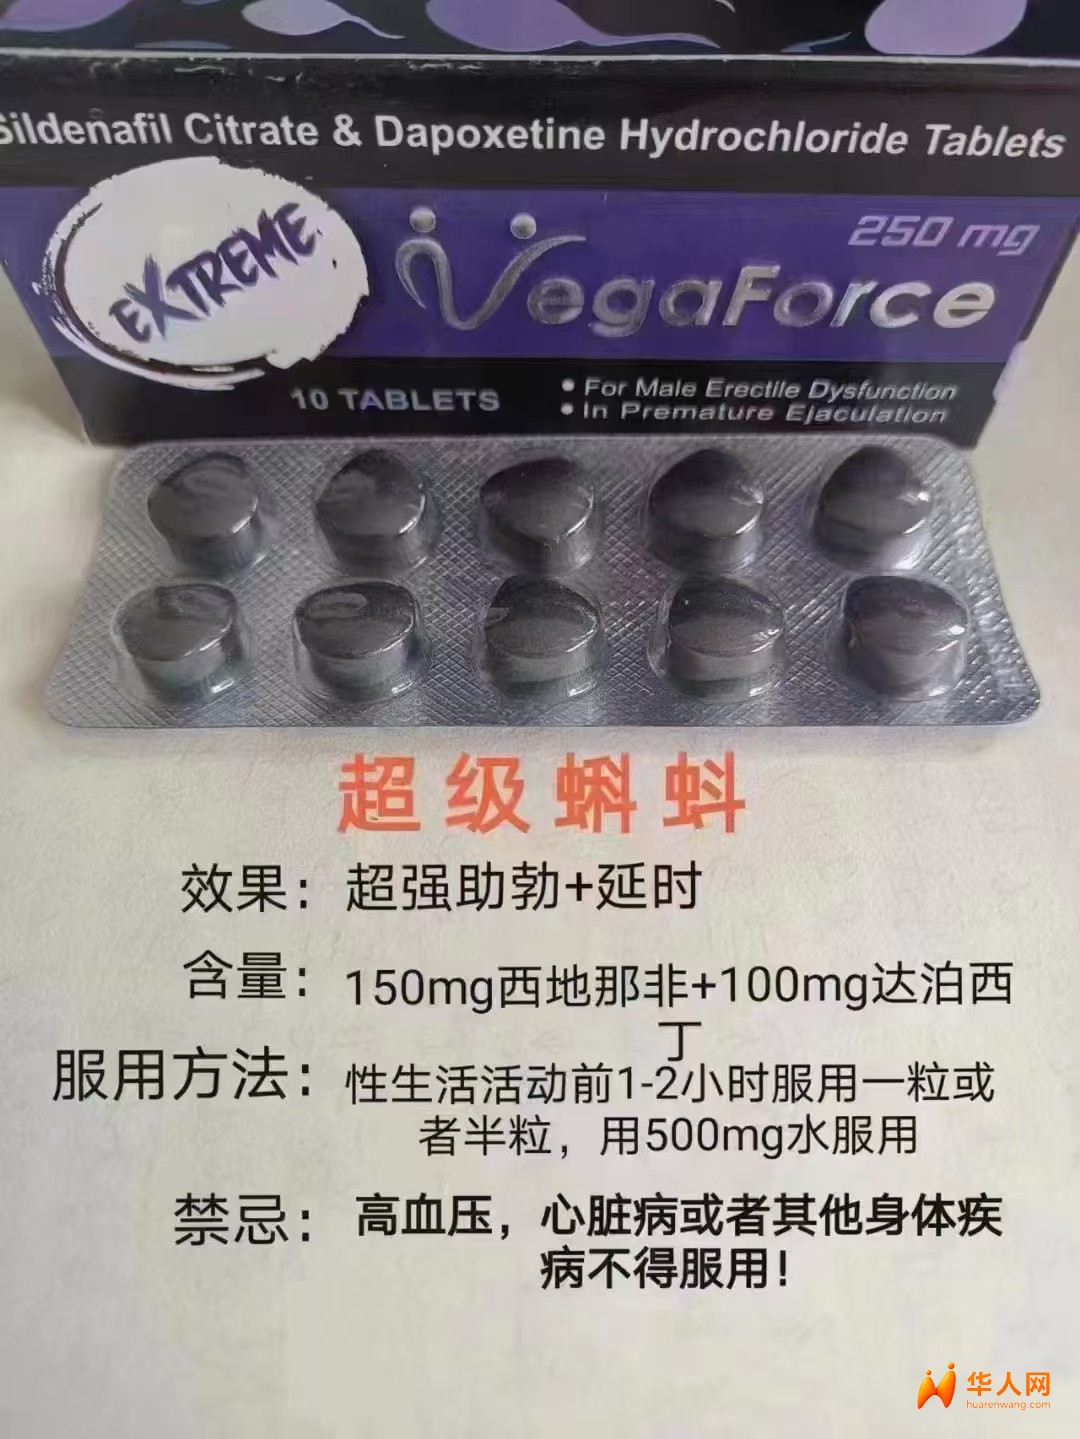 Sildenafil Citrate & Dapoxetine Hydrochloride Tablets
EXTREME
250 mg
VegaForce
10 TABLETS
• For Male Erectile Dysfunction
• In Premature Ejaculation
超级蝌蚪
效果：超强助勃+延时
含量：150mg西地那非+100mg达泊西
丁
服用方法：性生活活动前1-2小时服用一粒或
者半粒，用500mg水服用
禁忌：高血压，心脏病或者其他身体疾
病不得服用！
华人网
huarenwang.com